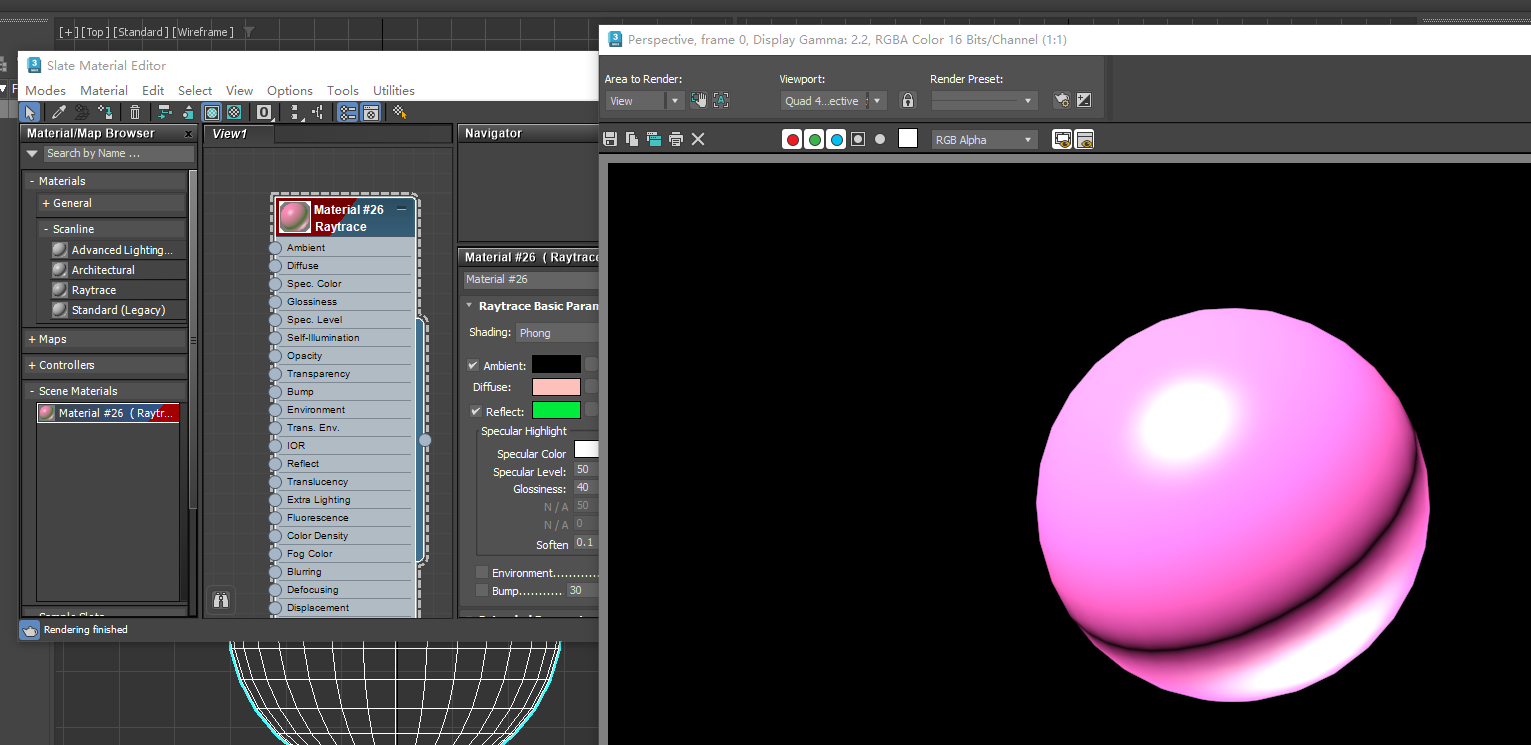 [+] [Top ] [Standard ] [Wireframe ]
Slate Material Editor
Modes Material Edit Select View Options Tools Utilities
Material/Map Browser x
Search by Name ...
- Materials
+ General
- Scanline
Advanced Lighting...
Architectural
Raytrace
Standard (Legacy)
+ Maps
+ Controllers
- Scene Materials
Material #26 ( Raytr...
View1
Material #26
Raytrace
Ambient
Diffuse
Spec. Color
Glossiness
Spec. Level
Self-Illumination
Opacity
Transparency
Bump
Environment
Trans. Env.
IOR
Reflect
Translucency
Extra Lighting
Fluorescence
Color Density
Fog Color
Blurring
Defocusing
Displacement
Navigator
Material #26 ( Raytrace
Material #26
Raytrace Basic Param
Shading: Phong
Ambient:
Diffuse:
Reflect:
Specular Highlight
Specular Color
Specular Level: 50
Glossiness: 40
N / A 50
N / A 0
Soften 0.1
Environment............
Bump........... 30
Rendering finished
Perspective, frame 0, Display Gamma: 2.2, RGBA Color 16 Bits/Channel (1:1)
Area to Render:
View
Viewport:
Quad 4...ective
Render Preset:
RGB Alpha